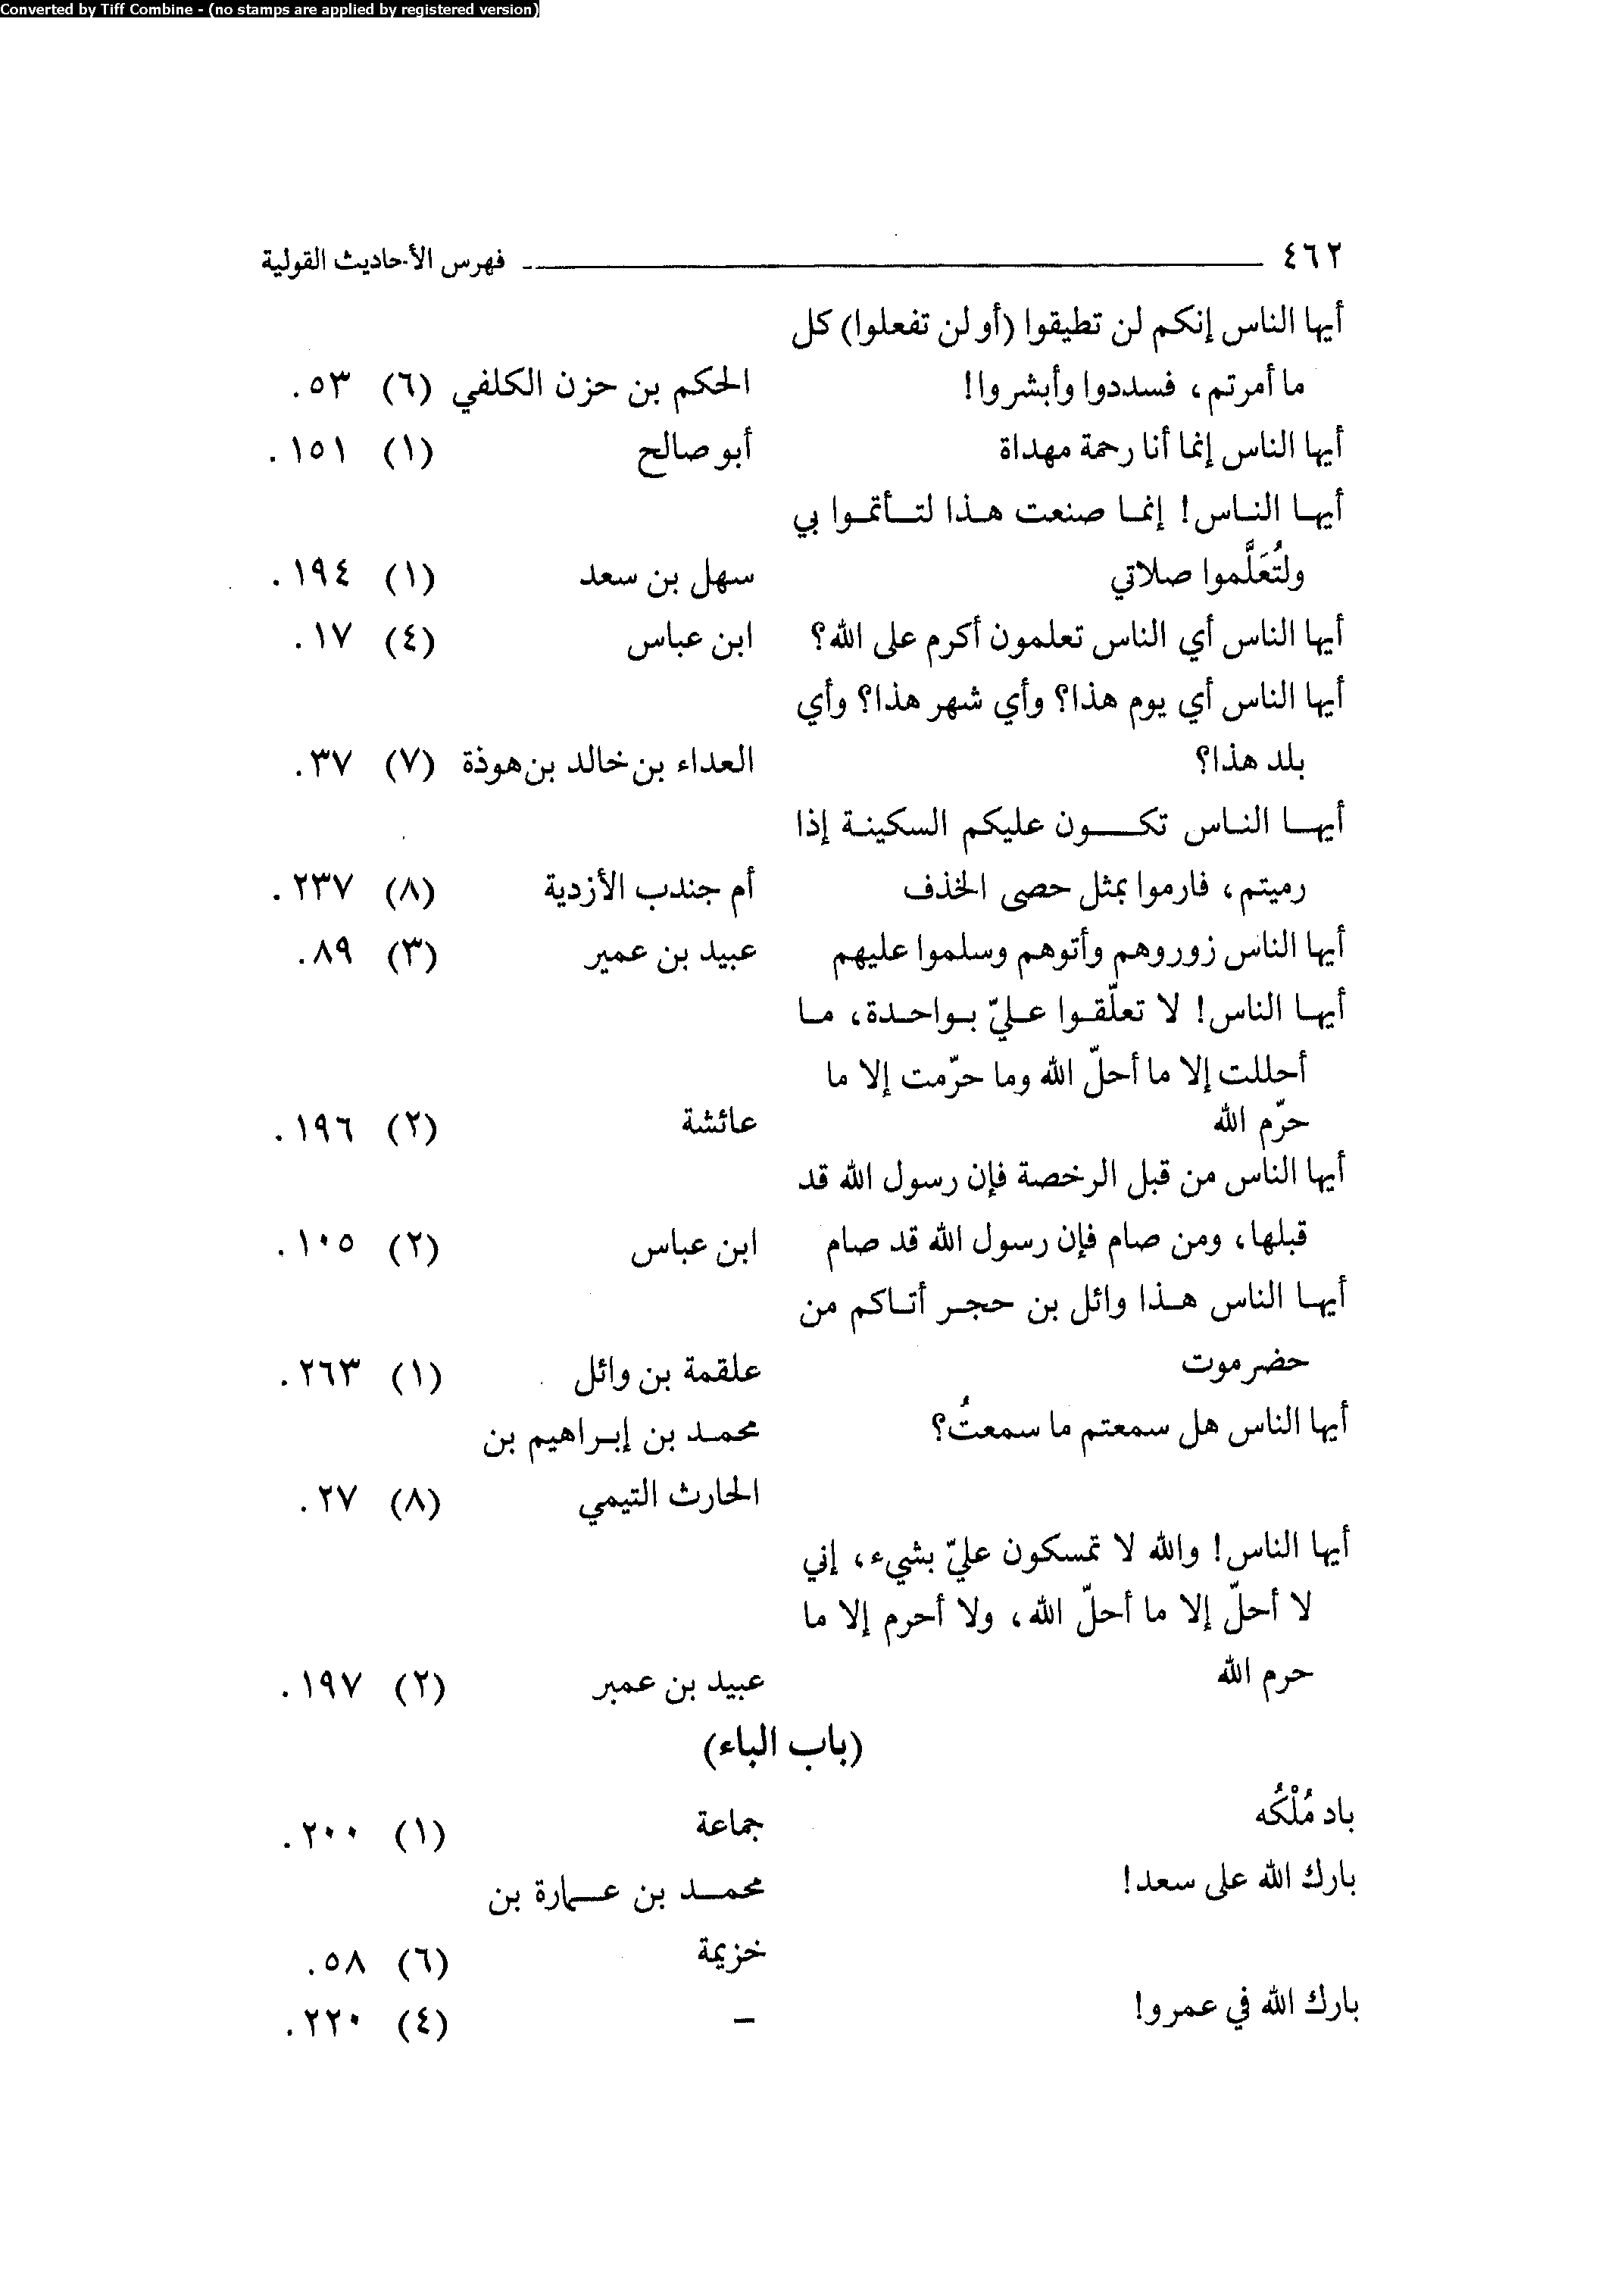 Converted by Tiff Combine - (no stamps are applied by registered version)
٤٦٢ فهرس الأحاديث القولية
أيها الناس إنكم لن تطيقوا (أو لن تفعلوا) كل
ما أمرتم، فسددوا وأبشروا! الحكم بن حزن الكلفي (٦) ٥٣.
أيها الناس إنما أنا رحمة مهداة أبو صالح (١) ١٥١.
أيها الناس! إنما صنعت هذا لتأتموا بي
ولتُعَلَّموا صلاتي سهل بن سعد (١) ١٩٤.
أيها الناس أي الناس تعلمون أكرم على الله؟ ابن عباس (٤) ١٧.
أيها الناس أي يوم هذا؟ وأي شهر هذا؟ وأي
بلد هذا؟ العداء بن خالد بن هوذة (٧) ٣٧.
أيها الناس تكون عليكم السكينة إذا
رميتم، فارموا بمثل حصى الخذف أم جندب الأزدية (٨) ٢٣٧.
أيها الناس زوروهم وأتوهم وسلموا عليهم عبيد بن عمير (٣) ٨٩.
أيها الناس! لا تعلّقوا عليّ بواحدة، ما
أحللت إلا ما أحلّ الله وما حرّمت إلا ما
حرّم الله عائشة (٢) ١٩٦.
أيها الناس من قبل الرخصة فإن رسول الله قد
قبلها، ومن صام فإن رسول الله قد صام ابن عباس (٢) ١٠٥.
أيها الناس هذا وائل بن حجر أتاكم من
حضرموت علقمة بن وائل (١) ٢٦٣.
أيها الناس هل سمعتم ما سمعتُ؟ محمد بن إبراهيم بن
الحارث التيمي (٨) ٢٧.
أيها الناس! والله لا تمسكون عليّ بشيء، إني
لا أحلّ إلا ما أحلّ الله، ولا أحرم إلا ما
حرم الله عبيد بن عمير (٢) ١٩٧.
(باب الباء)
باد مُلْكُه جماعة (١) ٢٠٠.
بارك الله على سعد! محمد بن عمارة بن
خزيمة (٦) ٥٨.
بارك الله في عمرو! – (٤) ٢٢٠.